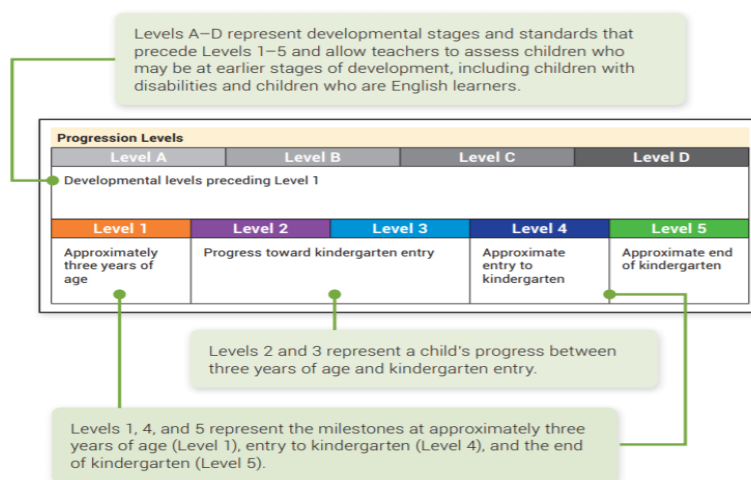 Levels A–D represent developmental stages and standards that
precede Levels 1–5 and allow teachers to assess children who
may be at earlier stages of development, including children with
disabilities and children who are English learners.
Progression Levels
Level A Level B Level C Level D
Developmental levels preceding Level 1
Level 1 Level 2 Level 3 Level 4 Level 5
Approximately Progress toward kindergarten entry Approximate Approximate end
three years of entry to of kindergarten
age kindergarten
Levels 2 and 3 represent a child's progress between
three years of age and kindergarten entry.
Levels 1, 4, and 5 represent the milestones at approximately three
years of age (Level 1), entry to kindergarten (Level 4), and the end
of kindergarten (Level 5).